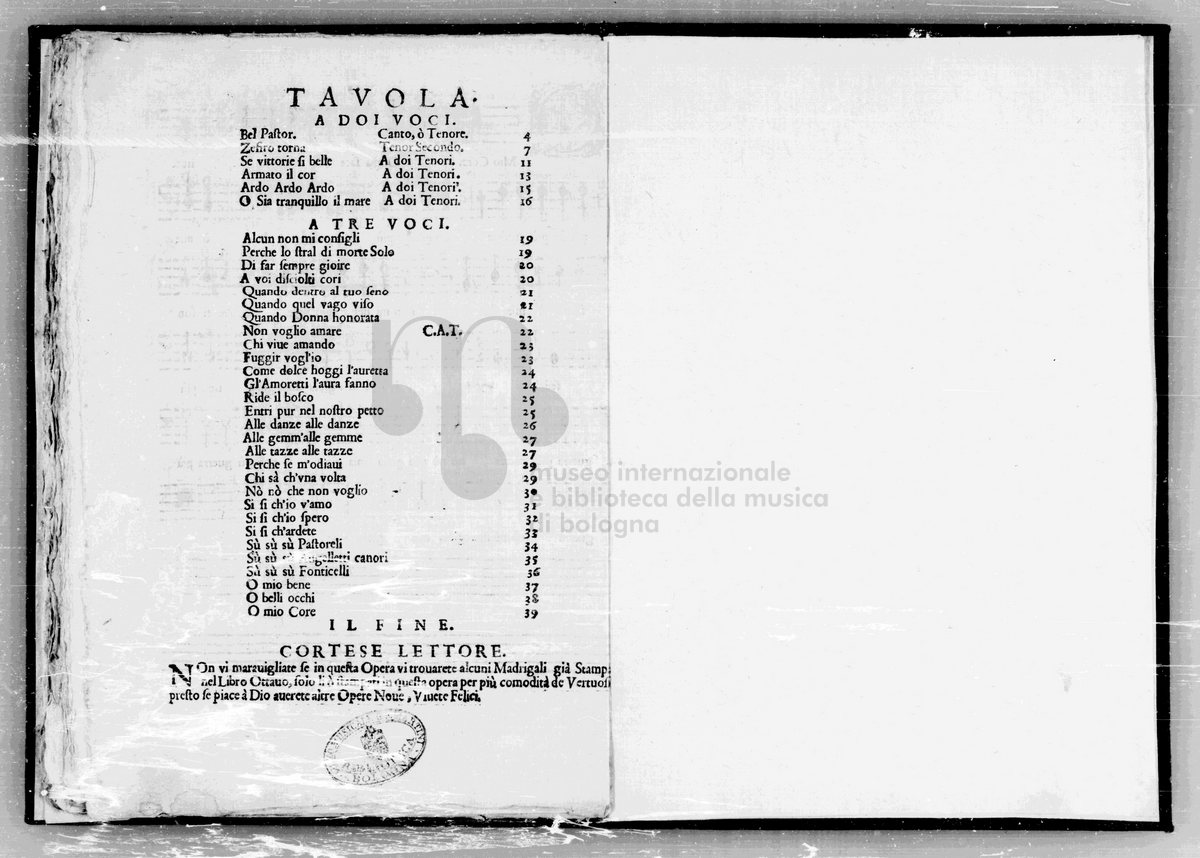 TAVOLA.
A DOI VOCI.
Bel Paſtor. Canto, ò Tenore. 4
Zefiro torna Tenor Secondo. 7
Se vittorie ſi belle A doi Tenori. 11
Armato il cor A doi Tenori. 13
Ardo Ardo Ardo A doi Tenori. 15
O Sia tranquillo il mare A doi Tenori. 16
A TRE VOCI.
Alcun non mi conſigli 19
Perche lo ſtral di morte Solo 19
Di far ſempre gioire 20
A voi diſciolti cori 20
Quando dentro al tuo ſeno 21
Quando quel vago viſo 21
Quando Donna honorata 22
Non voglio amare C.A.T. 22
Chi viue amando 23
Fuggir voglio 23
Come dolce hoggi l'auretta 24
Gl'Amoretti l'aura fanno 24
Ride il boſco 25
Entri pur nel noſtro petto 25
Alle danze alle danze 26
Alle gemm'alle gemme 27
Alle tazze alle tazze 27
Perche ſe m'odiaui 29
Chi sà ch'vna volta 29
Nò nò che non voglio 30
Si ſi ch'io v'amo 31
Si ſi ch'io ſpero 32
Si ſi ch'ardete 33
Sù sù sù Paſtoreli 34
Sù sù sù Augelletti canori 35
Sù sù sù Fonticelli 36
O mio bene 37
O belli occhi 38
O mio Core 39
IL FINE.
CORTESE LETTORE.
NOn vi marauigliate ſe in queſta Opera vi trouarete alcuni Madrigali già Stamp
nel Libro Ottauo, ſolo li ò ſtampati in queſta opera per più comodità de Vertuoſi
preſto ſe piace à Dio auerete altre Opere Noue, Viuete Felici.
museo internazionale
e biblioteca della musica
di bologna